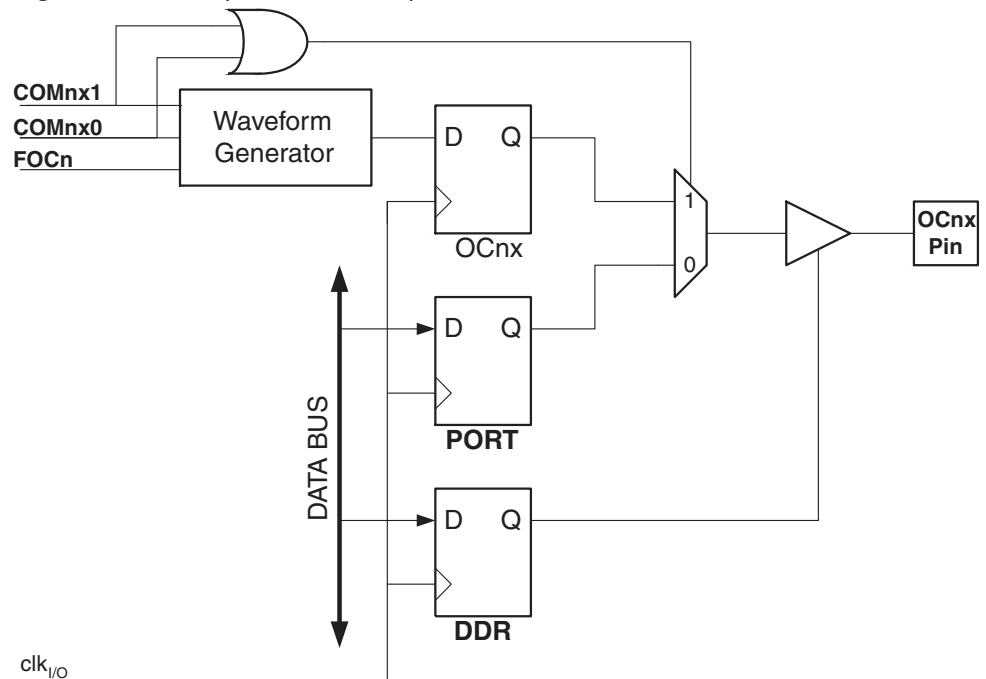 COMnx1
COMnx0
FOCn
Waveform
Generator
D Q
OCnx
1
0
OCnx
Pin
D Q
PORT
DATA BUS
D Q
DDR
clkI/O